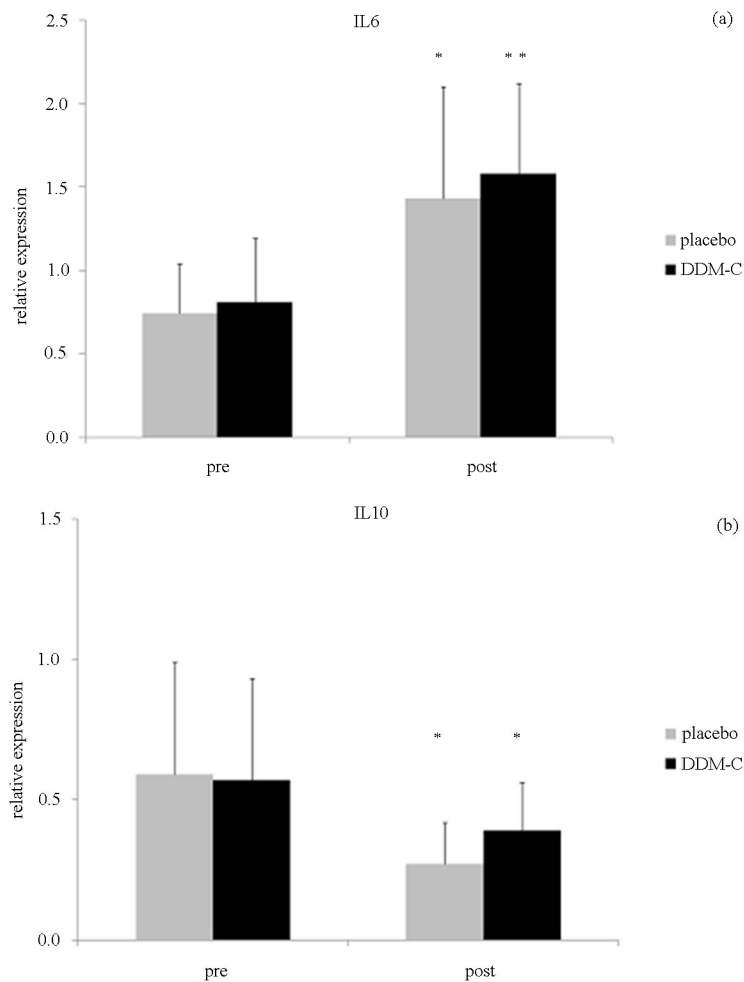 IL6
(a)
2.5
* * *
2.0
1.5
1.0
0.5
0.0
relative expression
placebo
DDM-C
pre post
IL10
(b)
1.5
1.0
* *
0.5
0.0
relative expression
placebo
DDM-C
pre post